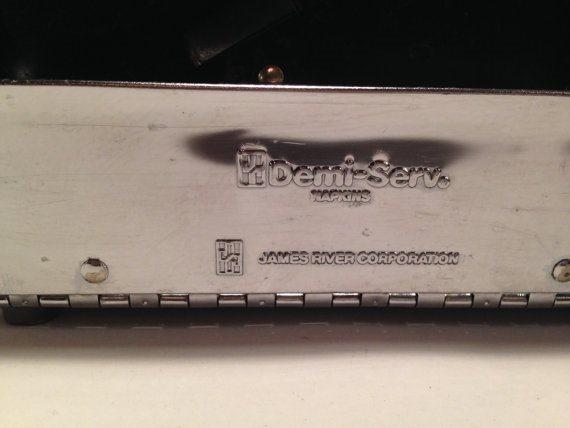 Demi-Serv®
NAPKINS
JAMES RIVER CORPORATION